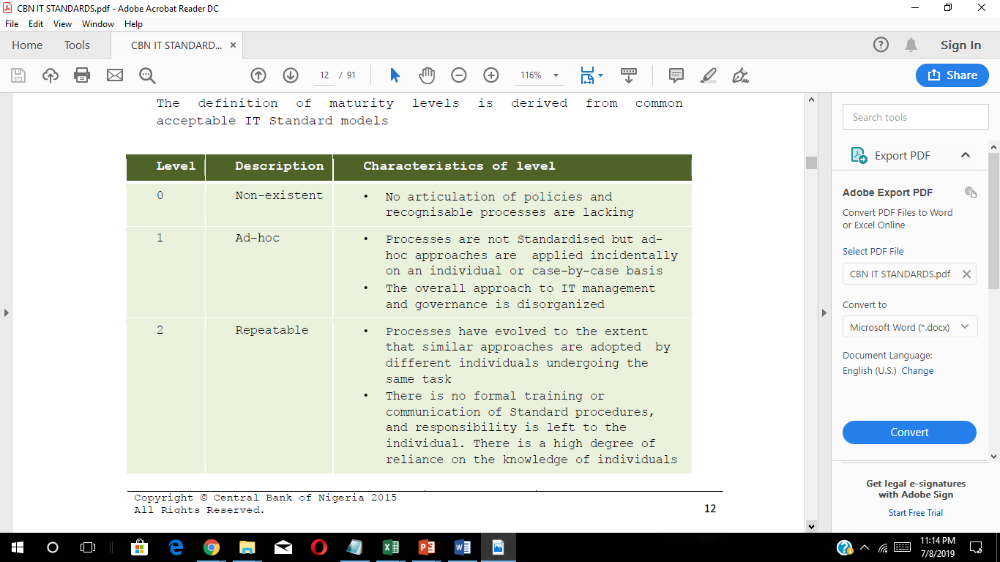 CBN IT STANDARDS.pdf - Adobe Acrobat Reader DC
File Edit View Window Help
Home Tools CBN IT STANDARD... × Sign In
12 / 91 116% Share
The definition of maturity levels is derived from common
acceptable IT Standard models
Level Description Characteristics of level
0 Non-existent • No articulation of policies and
recognisable processes are lacking
1 Ad-hoc • Processes are not Standardised but ad-
hoc approaches are applied incidentally
on an individual or case-by-case basis
• The overall approach to IT management
and governance is disorganized
2 Repeatable • Processes have evolved to the extent
that similar approaches are adopted by
different individuals undergoing the
same task
• There is no formal training or
communication of Standard procedures,
and responsibility is left to the
individual. There is a high degree of
reliance on the knowledge of individuals
Copyright © Central Bank of Nigeria 2015
All Rights Reserved.
12
Search tools
Export PDF
Adobe Export PDF
Convert PDF Files to Word
or Excel Online
Select PDF File
CBN IT STANDARDS.pdf
Convert to
Microsoft Word (*.docx)
Document Language:
English (U.S.) Change
Convert
Get legal e-signatures
with Adobe Sign
Start Free Trial
11:14 PM
7/8/2019